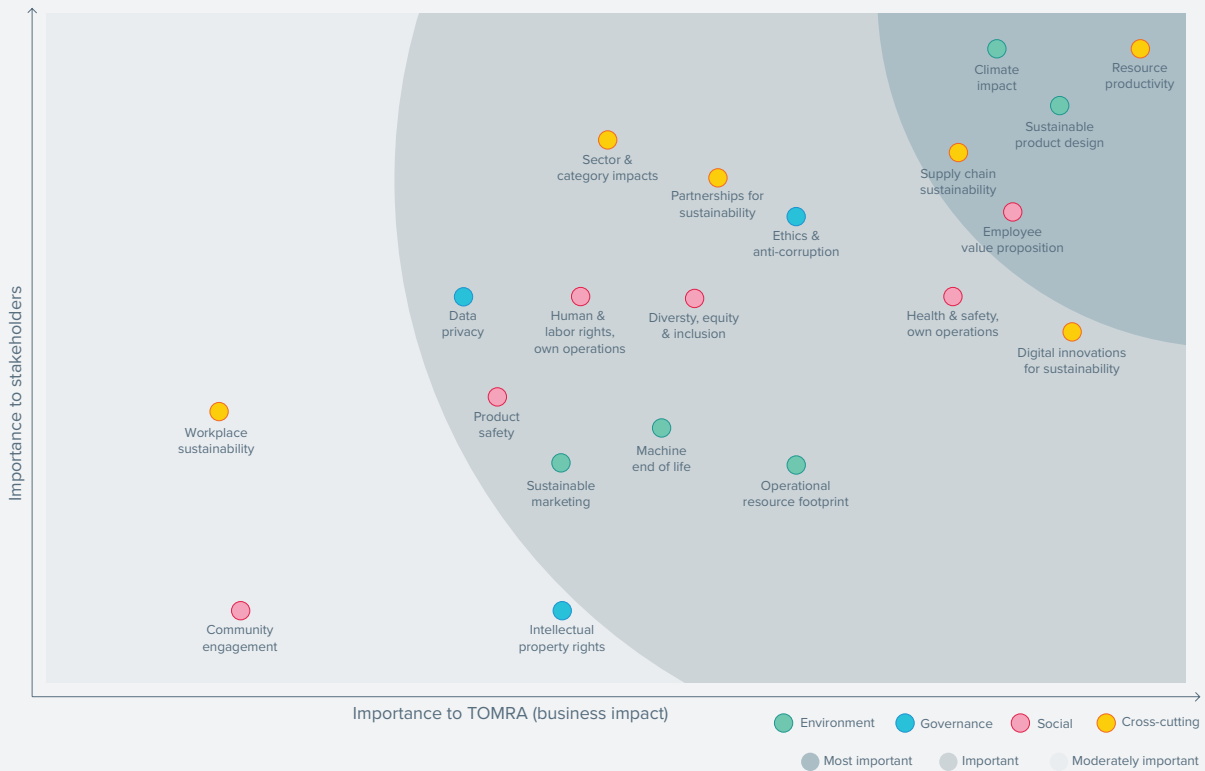 Climate
impact
Resource
productivity
Sustainable
product design
Sector &
category impacts
Supply chain
sustainability
Partnerships for
sustainability
Ethics &
anti-corruption
Employee
value proposition
Data
privacy
Human &
labor rights,
own operations
Diversty, equity
& inclusion
Health & safety,
own operations
Digital innovations
for sustainability
Workplace
sustainability
Product
safety
Machine
end of life
Sustainable
marketing
Operational
resource footprint
Community
engagement
Intellectual
property rights
Importance to stakeholders
Importance to TOMRA (business impact)
Environment
Governance
Social
Cross-cutting
Most important
Important
Moderately important